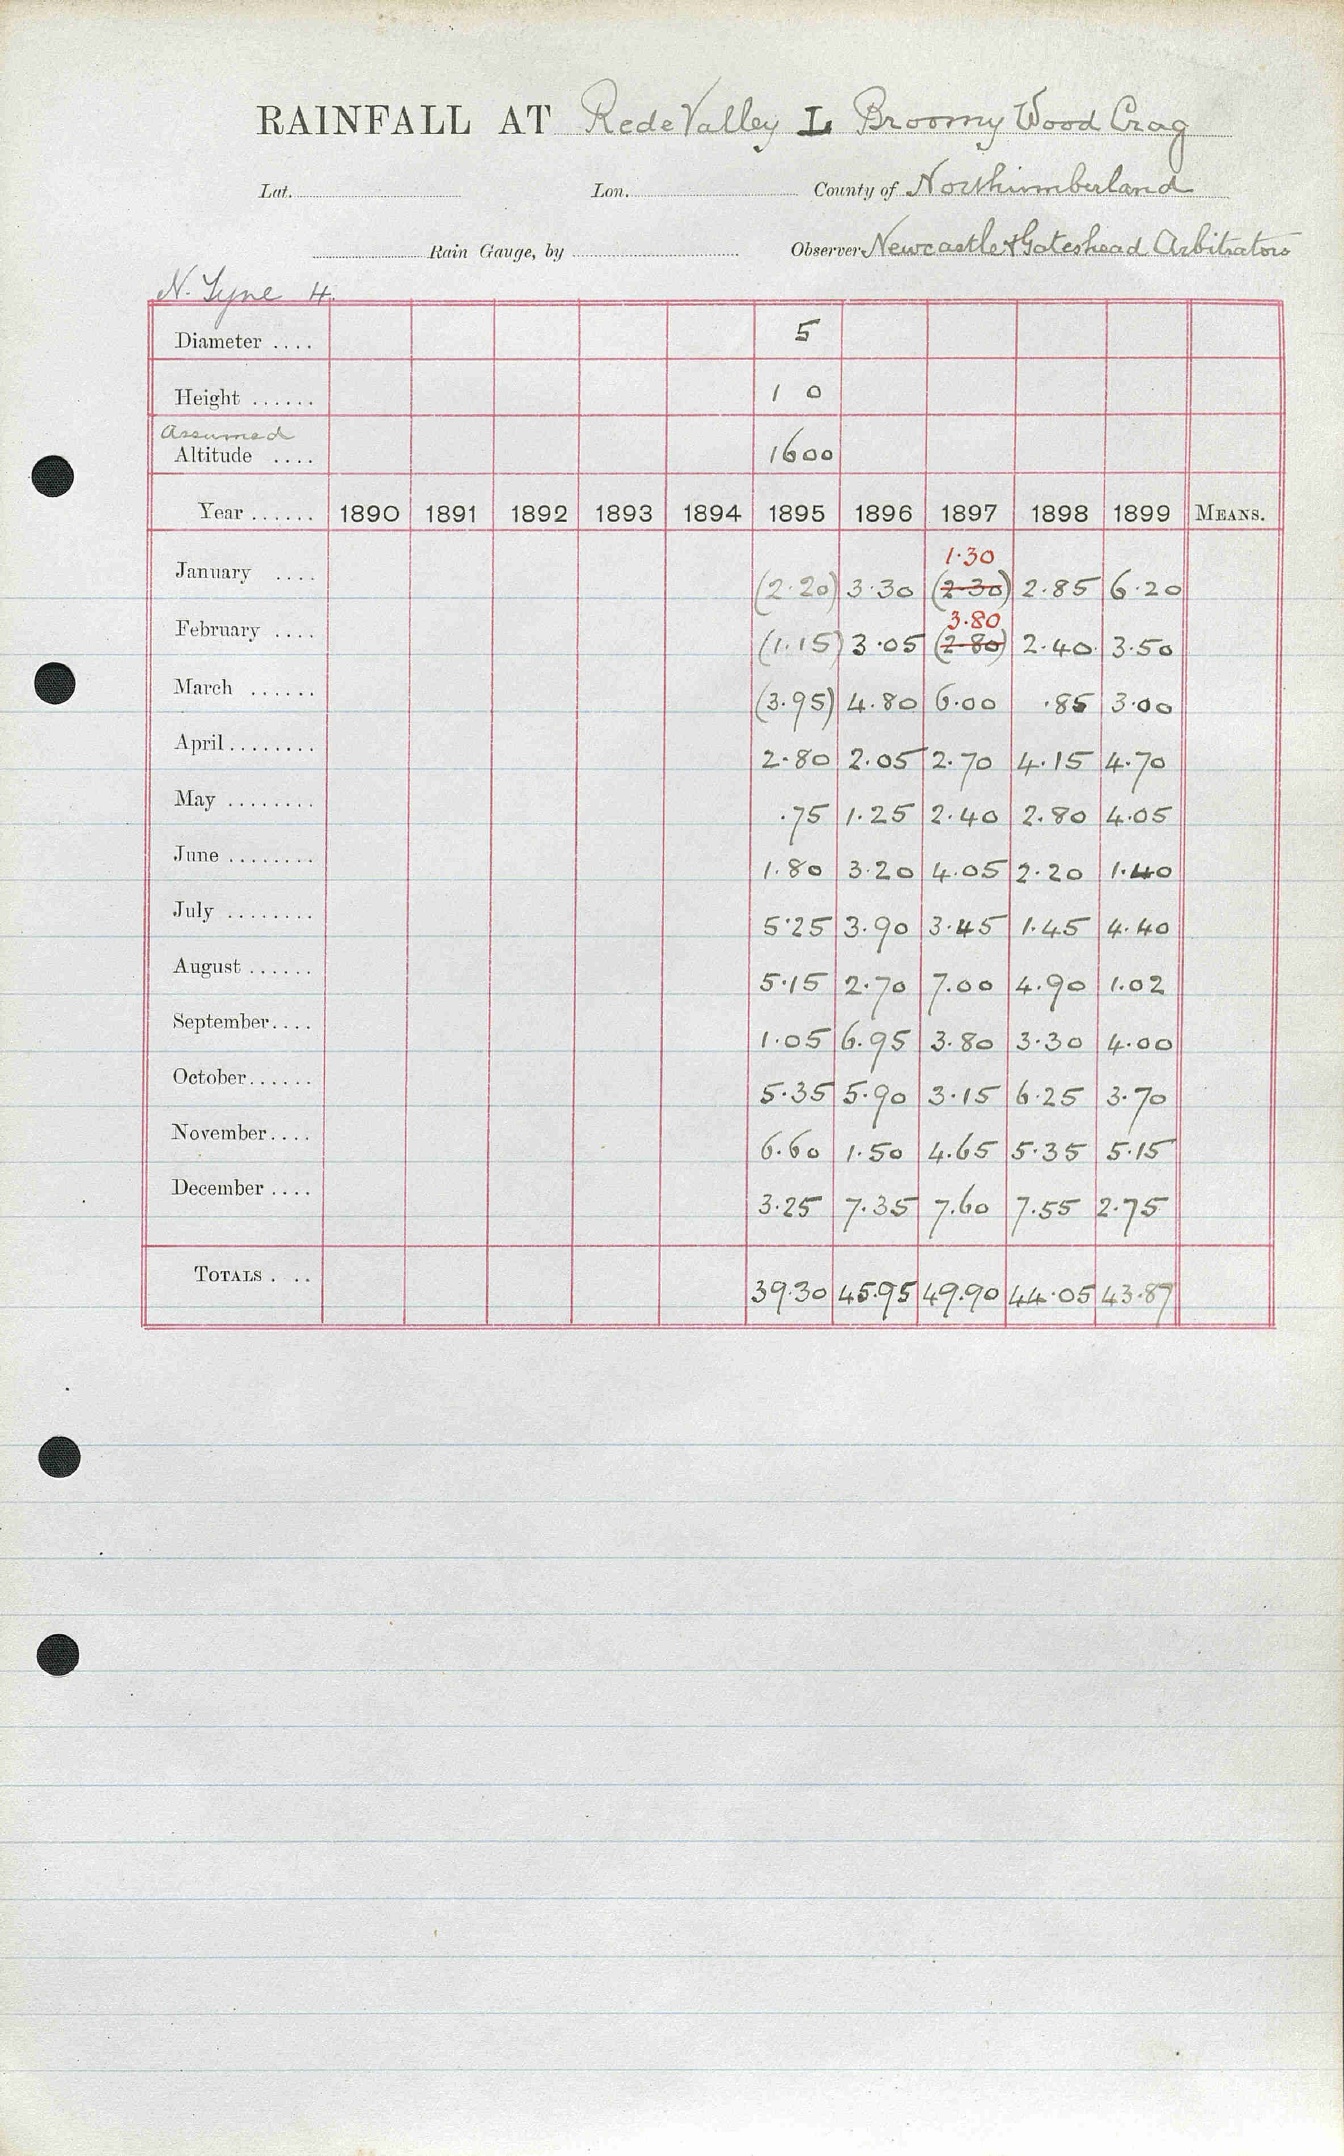 RAINFALL AT Rede Valley L Broomy Wood Crag
Lat. Lon. County of Northumberland
Rain Gauge, by Observer Newcastle & Gateshead Arbitrators
N. Tyne 4.
Diameter .... 5
Height ...... 1 0
Assumed
Altitude .... 1600
Year ...... 1890 1891 1892 1893 1894 1895 1896 1897 1898 1899 MEANS.
1.30
January .... (2.20) 3.30 (2.30) 2.85 6.20
3.80
February .... (1.15) 3.05 (2.80) 2.40 3.50
March ...... (3.95) 4.80 6.00 .85 3.00
April ........ 2.80 2.05 2.70 4.15 4.70
May ........ .75 1.25 2.40 2.80 4.05
June ........ 1.80 3.20 4.05 2.20 1.40
July ........ 5.25 3.90 3.45 1.45 4.40
August ...... 5.15 2.70 7.00 4.90 1.02
September.... 1.05 6.95 3.80 3.30 4.00
October...... 5.35 5.90 3.15 6.25 3.70
November.... 6.60 1.50 4.65 5.35 5.15
December .... 3.25 7.35 7.60 7.55 2.75
TOTALS . .. 39.30 45.95 49.90 44.05 43.87